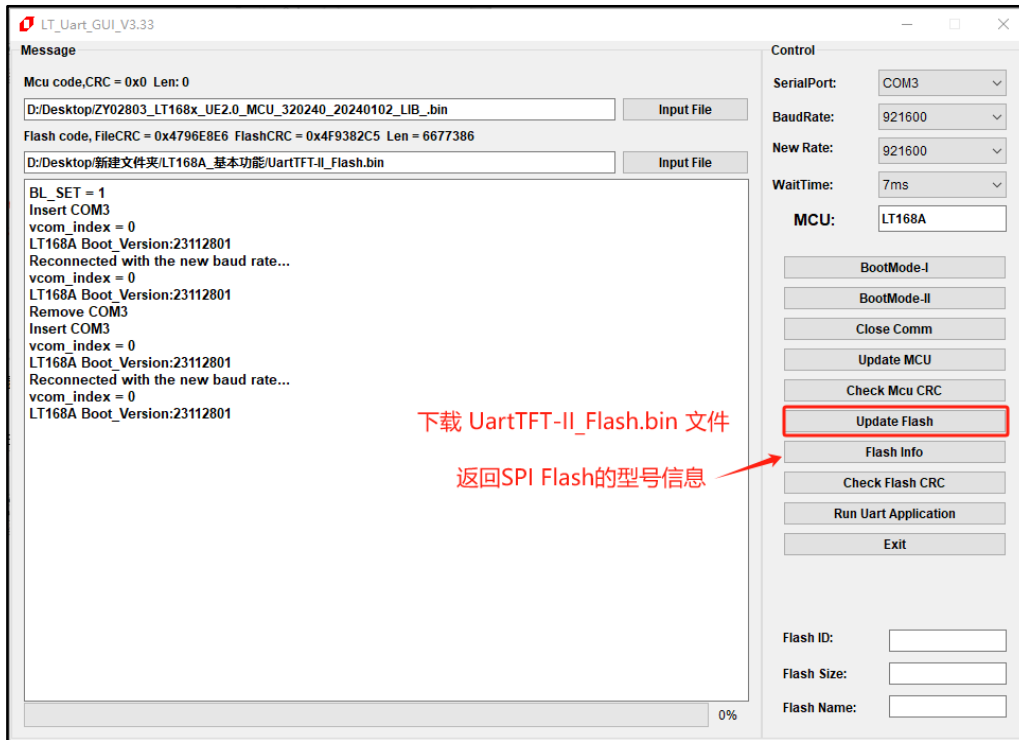 LT_Uart_GUI_V3.33
Message
Mcu code,CRC = 0x0 Len: 0
D:/Desktop/ZY02803_LT168x_UE2.0_MCU_320240_20240102_LIB_.bin
Input File
Flash code, FileCRC = 0x4796E8E6 FlashCRC = 0x4F9382C5 Len = 6677386
D:/Desktop/新建文件夹/LT168A_基本功能/UartTFT-II_Flash.bin
Input File
BL_SET = 1
Insert COM3
vcom_index = 0
LT168A Boot_Version:23112801
Reconnected with the new baud rate...
vcom_index = 0
LT168A Boot_Version:23112801
Remove COM3
Insert COM3
vcom_index = 0
LT168A Boot_Version:23112801
Reconnected with the new baud rate...
vcom_index = 0
LT168A Boot_Version:23112801
下载 UartTFT-II_Flash.bin 文件
返回SPI Flash的型号信息
0%
Control
SerialPort: COM3
BaudRate: 921600
New Rate: 921600
WaitTime: 7ms
MCU: LT168A
BootMode-I
BootMode-II
Close Comm
Update MCU
Check Mcu CRC
Update Flash
Flash Info
Check Flash CRC
Run Uart Application
Exit
Flash ID:
Flash Size:
Flash Name: